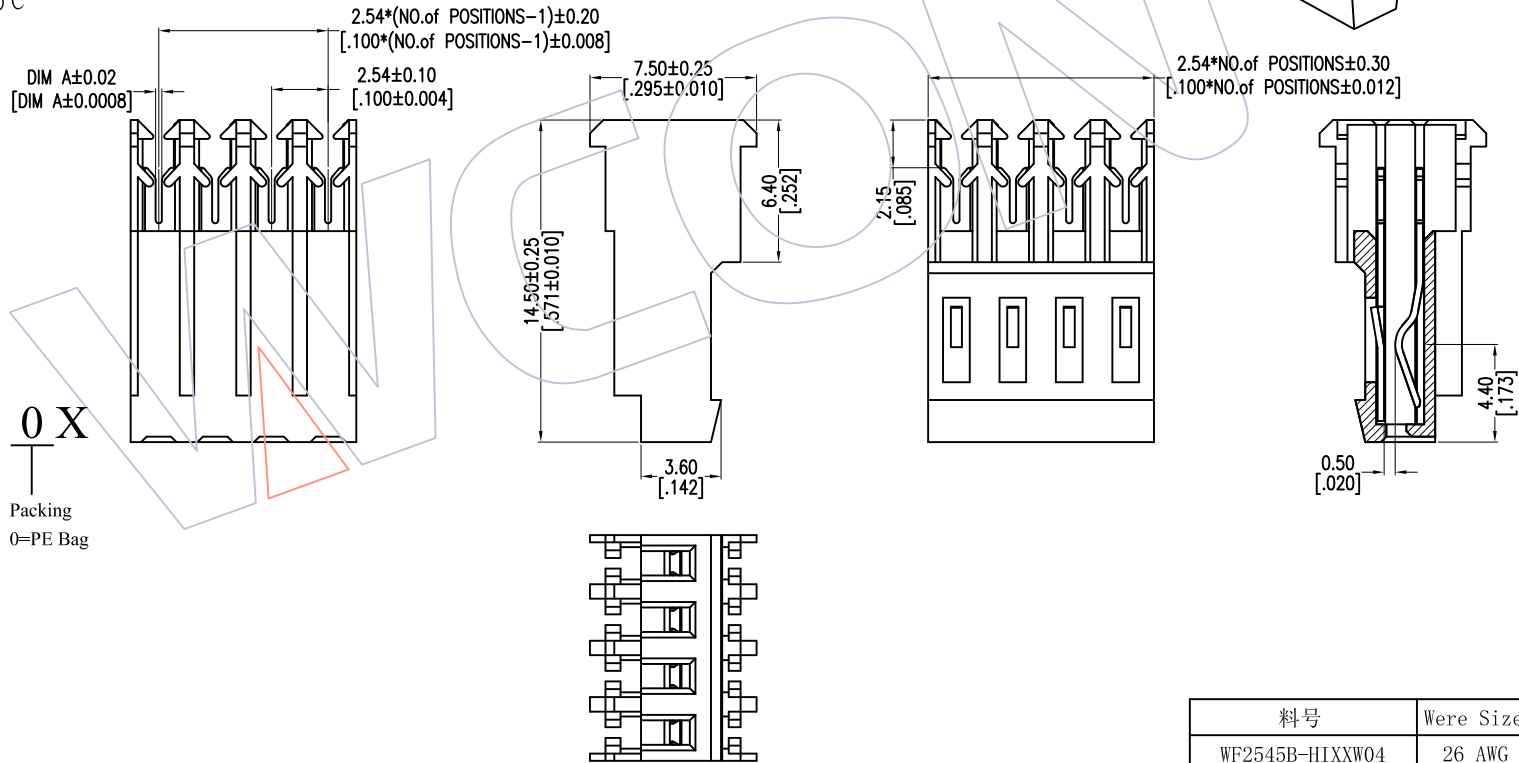 2.54*(NO.of POSITIONS-1)±0.20
[.100*(NO.of POSITIONS-1)±0.008]
DIM A±0.02
[DIM A±0.0008]
2.54±0.10
[.100±0.004]
7.50±0.25
[.295±0.010]
2.54*NO.of POSITIONS±0.30
[.100*NO.of POSITIONS±0.012]
6.40
[.252]
2.15
[.085]
14.50±0.25
[.571±0.010]
4.40
[.173]
0 X
3.60
[.142]
0.50
[.020]
Packing
0=PE Bag
WCON
料号 Were Size
WF2545B-HIXXW04 26 AWG